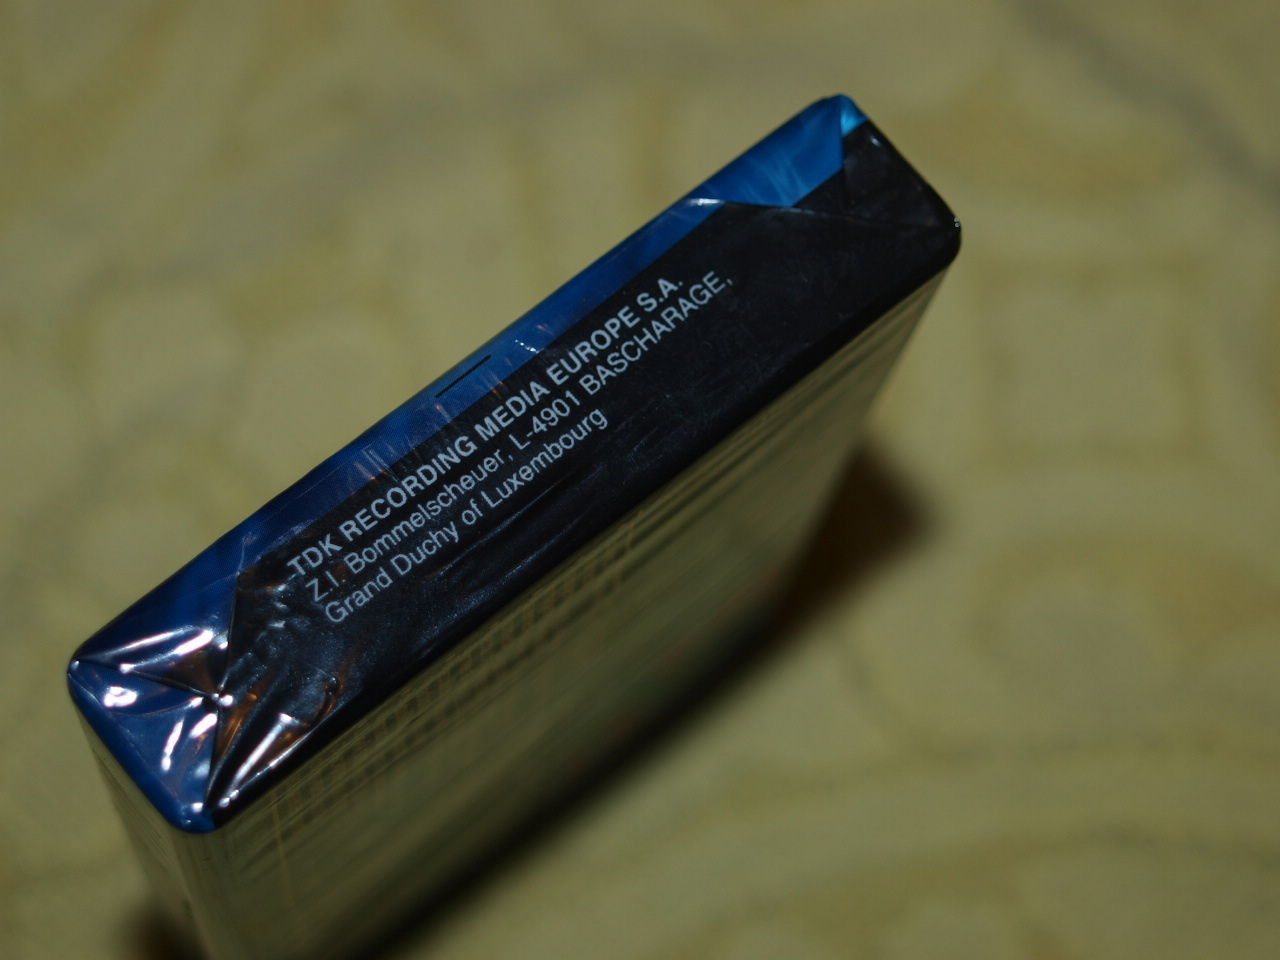 TDK RECORDING MEDIA EUROPE S.A.
Z.I. Bommelscheuer, L-4901 BASCHARAGE,
Grand Duchy of Luxembourg